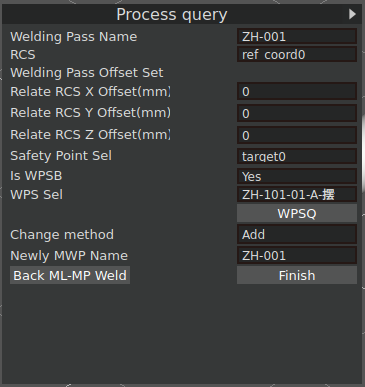 Process query
Welding Pass Name ZH-001
RCS ref_coord0
Welding Pass Offset Set
Relate RCS X Offset(mm) 0
Relate RCS Y Offset(mm) 0
Relate RCS Z Offset(mm) 0
Safety Point Sel target0
Is WPSB Yes
WPS Sel ZH-101-01-A-摆
WPSQ
Change method Add
Newly MWP Name ZH-001
Back ML-MP Weld Finish